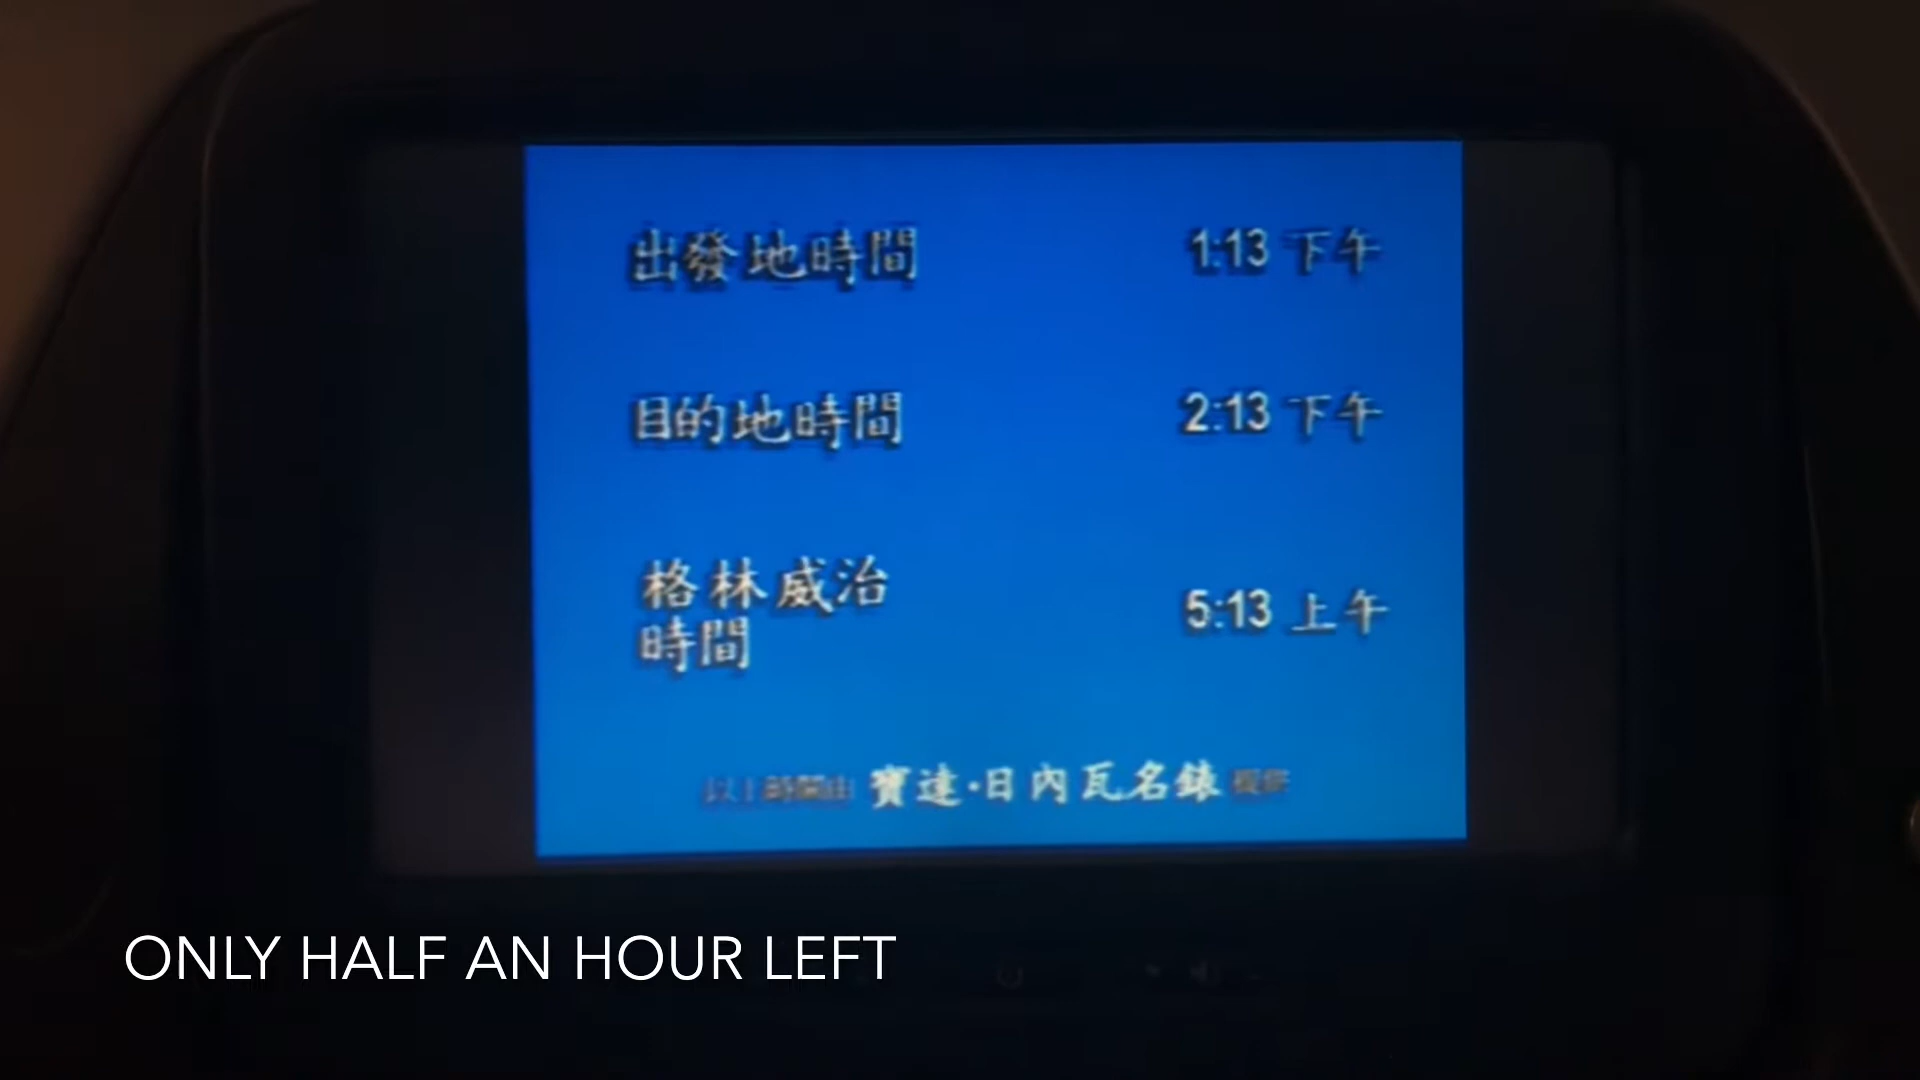 出發地時間 1:13 下午
目的地時間 2:13 下午
格林威治
時間 5:13 上午
以上時間由 寶達·日內瓦名錶 提供
ONLY HALF AN HOUR LEFT